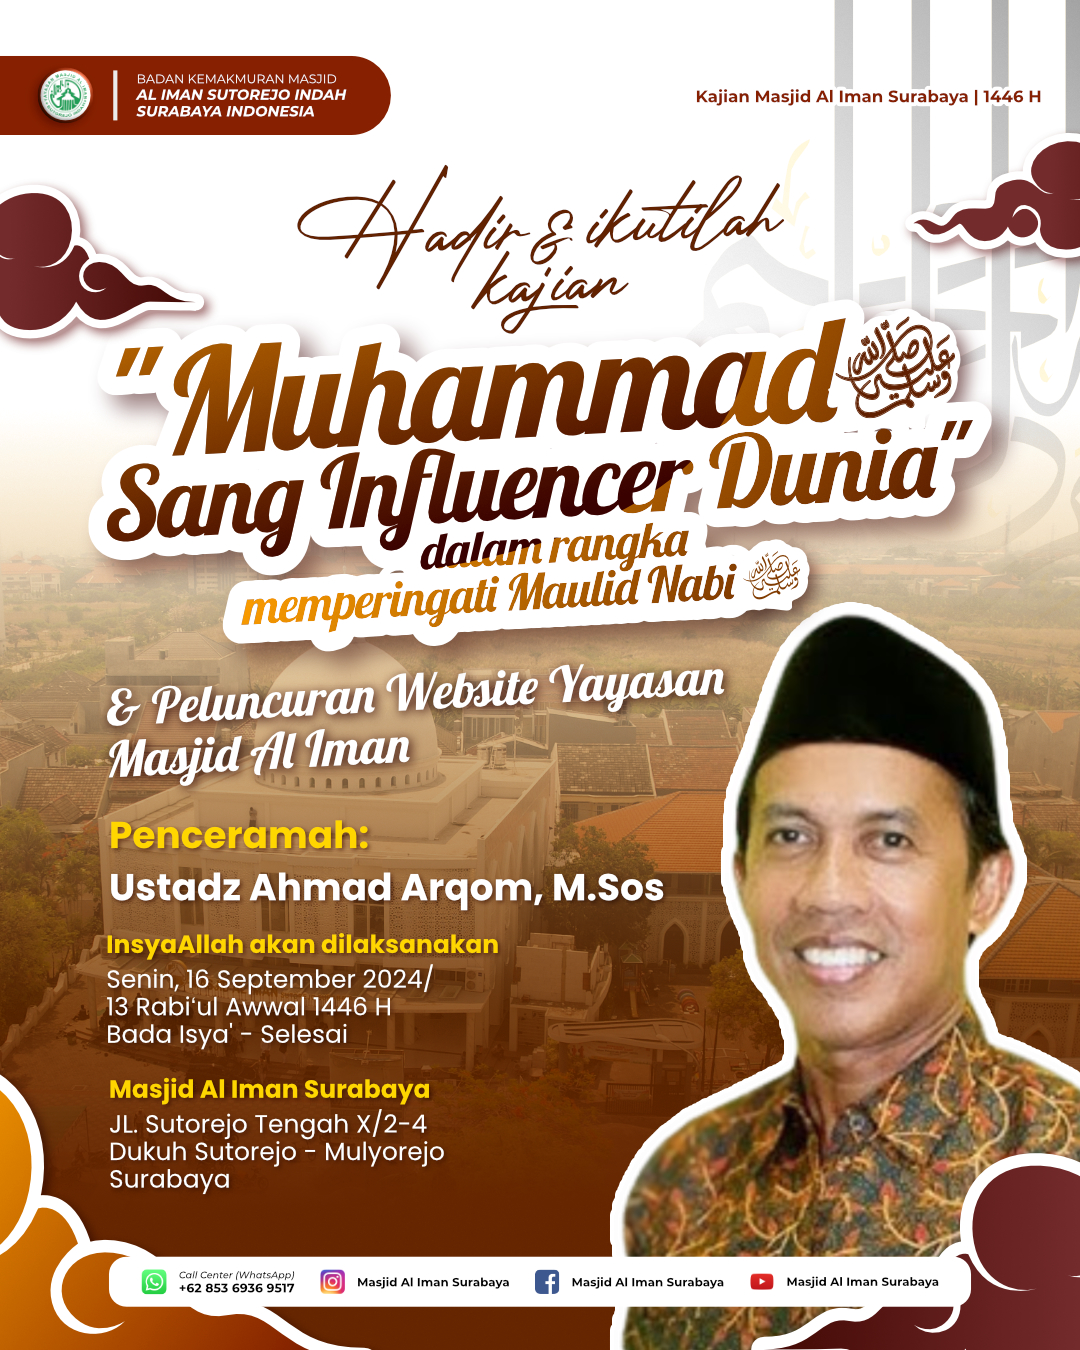 BADAN KEMAKMURAN MASJID
AL IMAN SUTOREJO INDAH
SURABAYA INDONESIA
Kajian Masjid Al Iman Surabaya | 1446 H
Hadir & ikutilah
kajian
"Muhammad ﷺ
Sang Influencer Dunia"
dalam rangka
memperingati Maulid Nabi ﷺ
& Peluncuran Website Yayasan
Masjid Al Iman
Penceramah:
Ustadz Ahmad Arqom, M.Sos
InsyaAllah akan dilaksanakan
Senin, 16 September 2024/
13 Rabi‘ul Awwal 1446 H
Bada Isya' - Selesai
Masjid Al Iman Surabaya
JL. Sutorejo Tengah X/2-4
Dukuh Sutorejo - Mulyorejo
Surabaya
Call Center (WhatsApp)
+62 853 6936 9517
Masjid Al Iman Surabaya
Masjid Al Iman Surabaya
Masjid Al Iman Surabaya